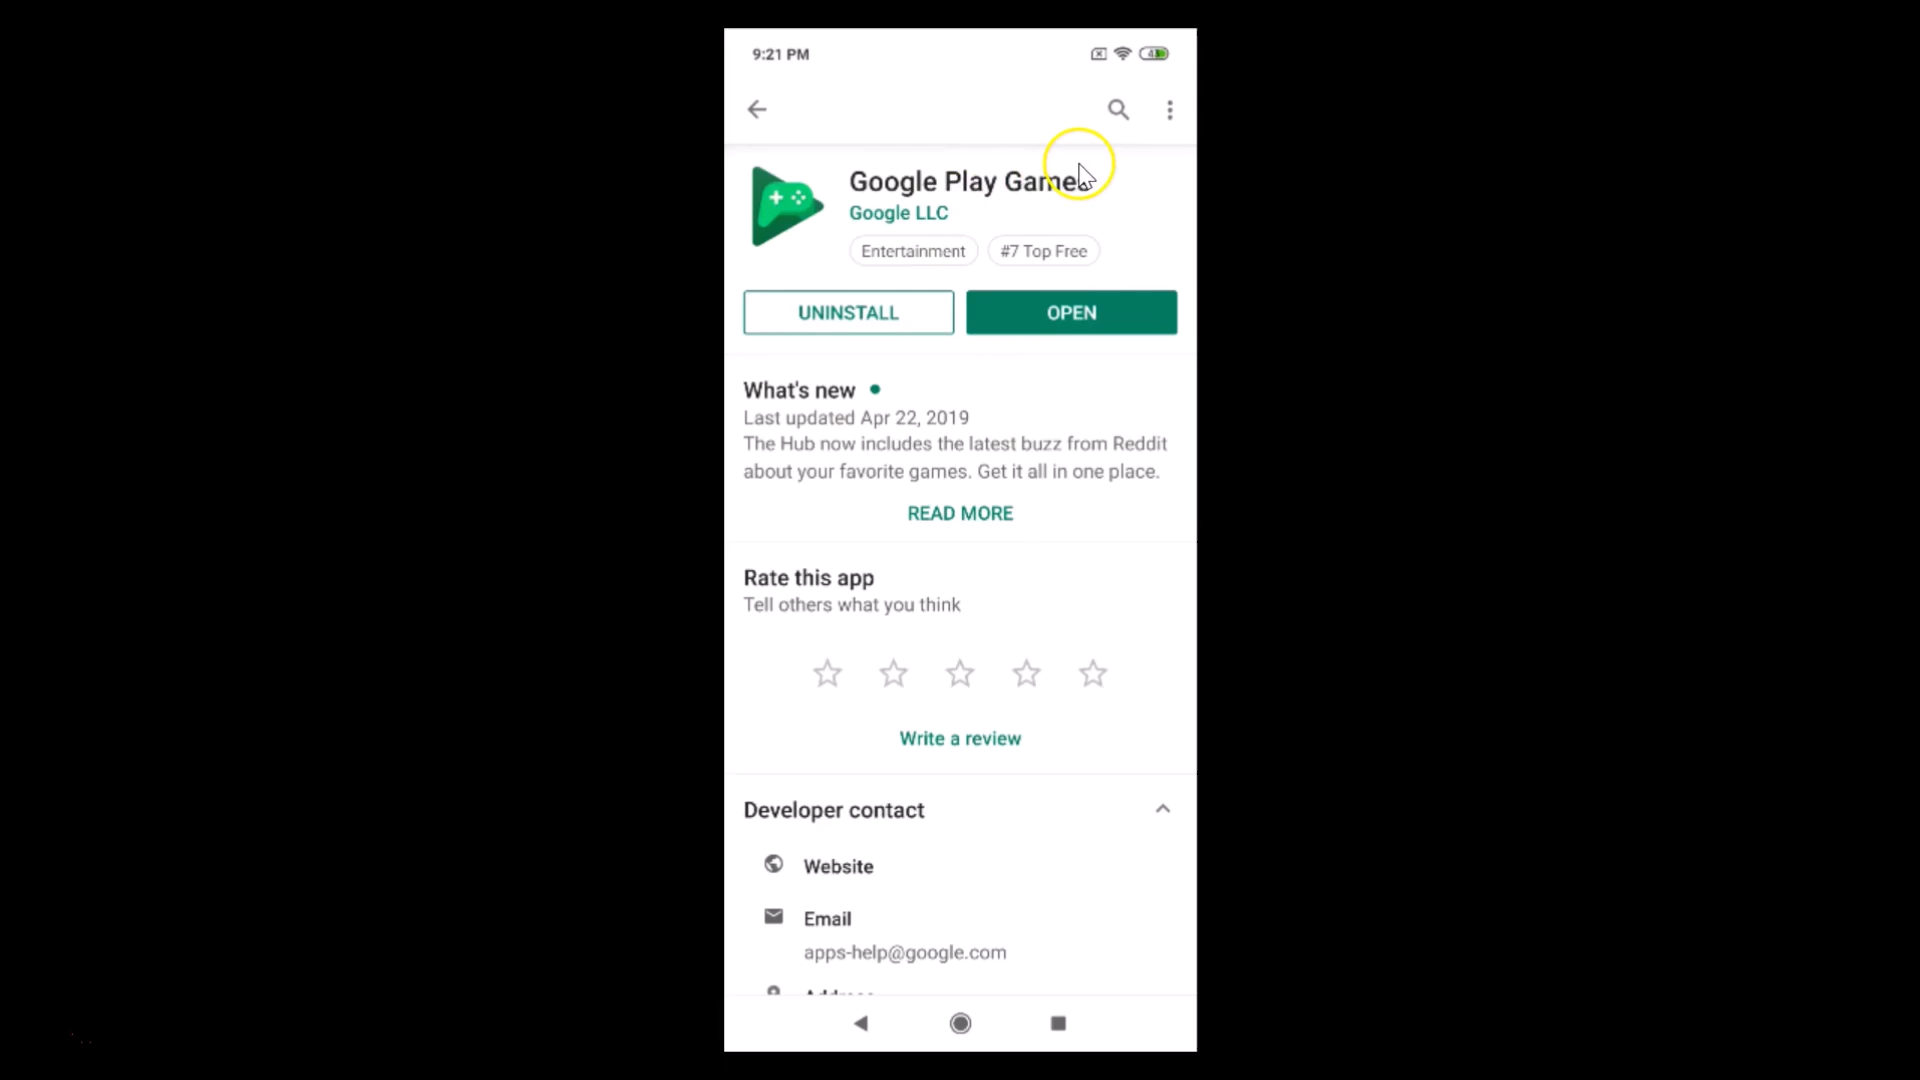 9:21 PM
Google Play Games
Google LLC
Entertainment
#7 Top Free
UNINSTALL
OPEN
What's new
Last updated Apr 22, 2019
The Hub now includes the latest buzz from Reddit
about your favorite games. Get it all in one place.
READ MORE
Rate this app
Tell others what you think
Write a review
Developer contact
Website
Email
apps-help@google.com